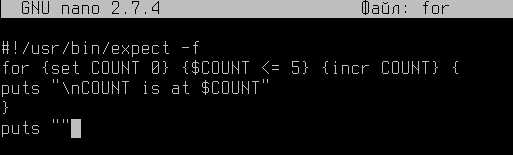 GNU nano 2.7.4 Файл: for
#!/usr/bin/expect -f
for {set COUNT 0} {$COUNT <= 5} {incr COUNT} {
puts "\nCOUNT is at $COUNT"
}
puts ""